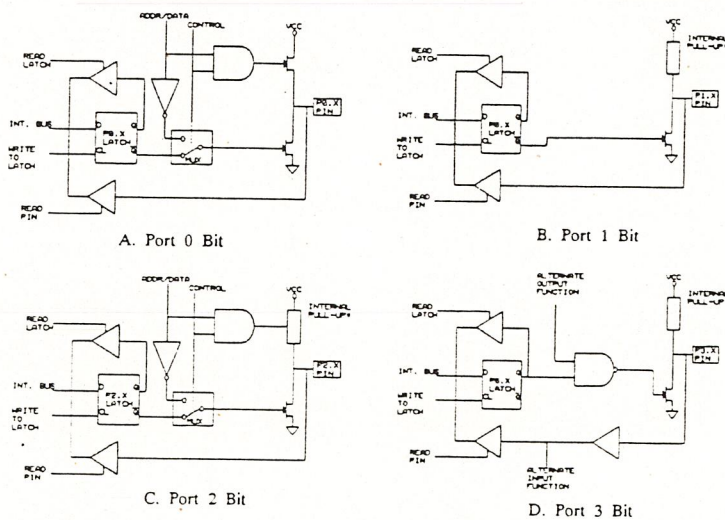 ADDR/DATA
CONTROL
VCC
READ
LATCH
INT. BUS
WRITE
TO
LATCH
P0.X
LATCH
MUX
P0.X
PIN
READ
PIN
A. Port 0 Bit
VCC
INTERNAL
PULL-UP*
READ
LATCH
INT. BUS
WRITE
TO
LATCH
LATCH
P1.X
PIN
READ
PIN
B. Port 1 Bit
ADDR/DATA
CONTROL
VCC
INTERNAL
PULL-UP*
READ
LATCH
INT. BUS
WRITE
TO
LATCH
P2.X
LATCH
MUX
P2.X
PIN
READ
PIN
C. Port 2 Bit
ALTERNATE
OUTPUT
FUNCTION
VCC
INTERNAL
PULL-UP
READ
LATCH
INT. BUS
WRITE
TO
LATCH
LATCH
P3.X
PIN
READ
PIN
ALTERNATE
INPUT
FUNCTION
D. Port 3 Bit